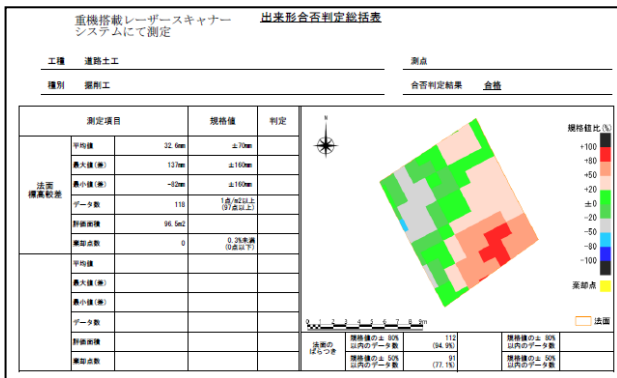 重機搭載レーザースキャナー
システムにて測定
出来形合否判定総括表
工種 道路土工
測点
種別 掘削工
合否判定結果 合格
測定項目 規格値 判定
法面
標高較差
平均値 32.6mm ±70mm
最大値(差) 137mm ±160mm
最小値(差) -82mm ±160mm
データ数 118 1点/m2以上
(97点以上)
評価面積 96.5m2
棄却点数 0 0.3%未満
(0点以下)
平均値
最大値(差)
最小値(差)
データ数
評価面積
棄却点数
N
規格値比(%)
+100
+80
+50
+20
±0
-20
-50
-80
-100
棄却点
法面
0 1 2 3 4 5 6 7 8 9m
法面の
ばらつき
規格値の± 80%
以内のデータ数
112
(94.9%)
規格値の± 80%
以内のデータ数
規格値の± 50%
以内のデータ数
91
(77.1%)
規格値の± 50%
以内のデータ数